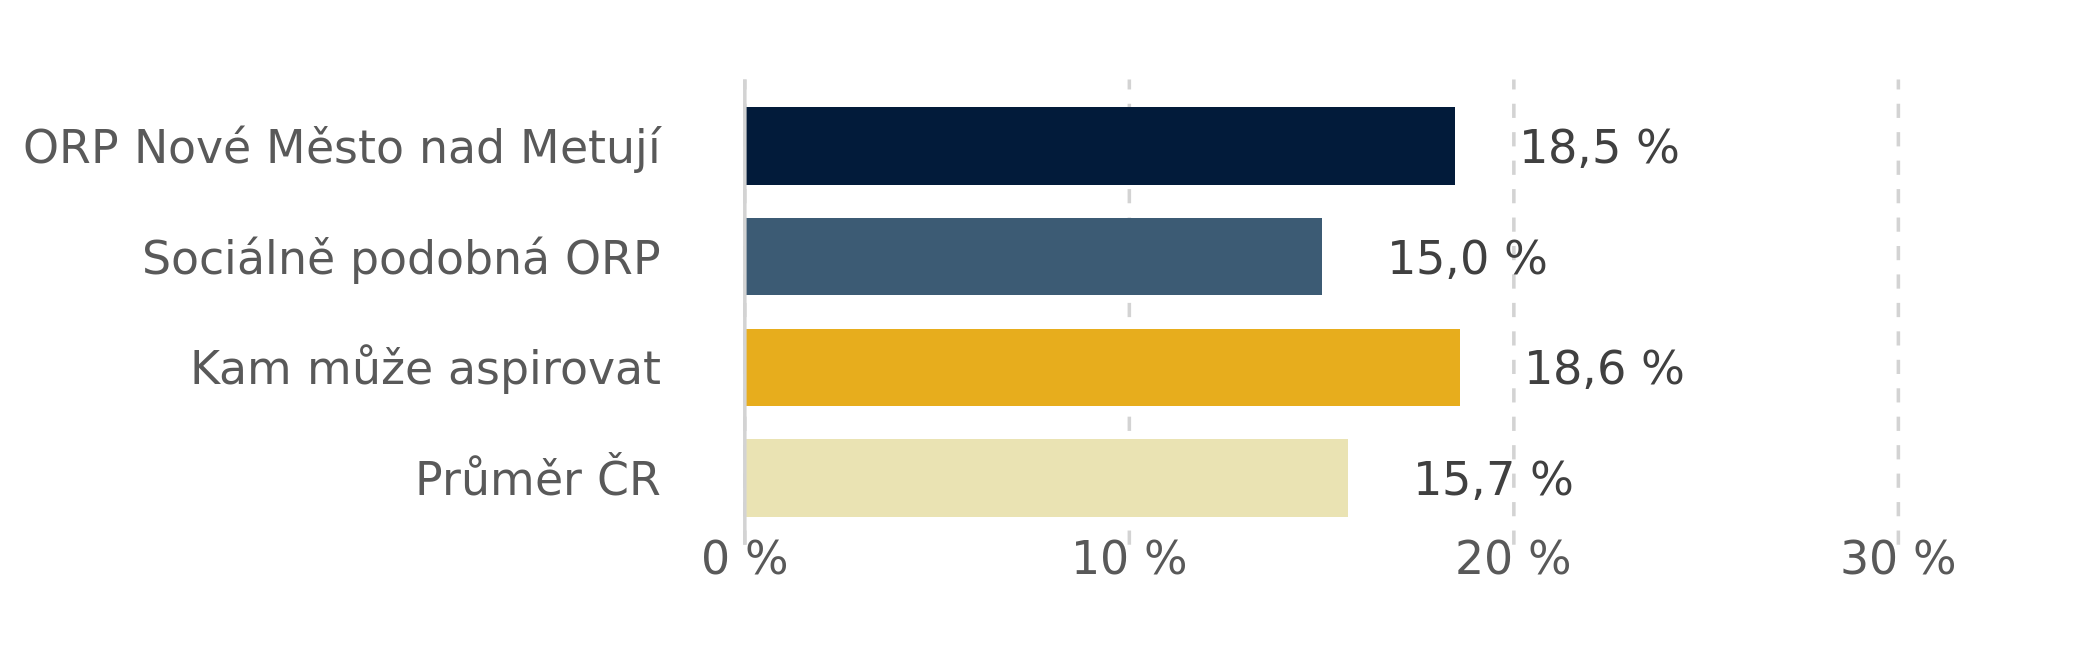 ORP Nové Město nad Metují 18,5 %
Sociálně podobná ORP 15,0 %
Kam může aspirovat 18,6 %
Průměr ČR 15,7 %
0 % 10 % 20 % 30 %